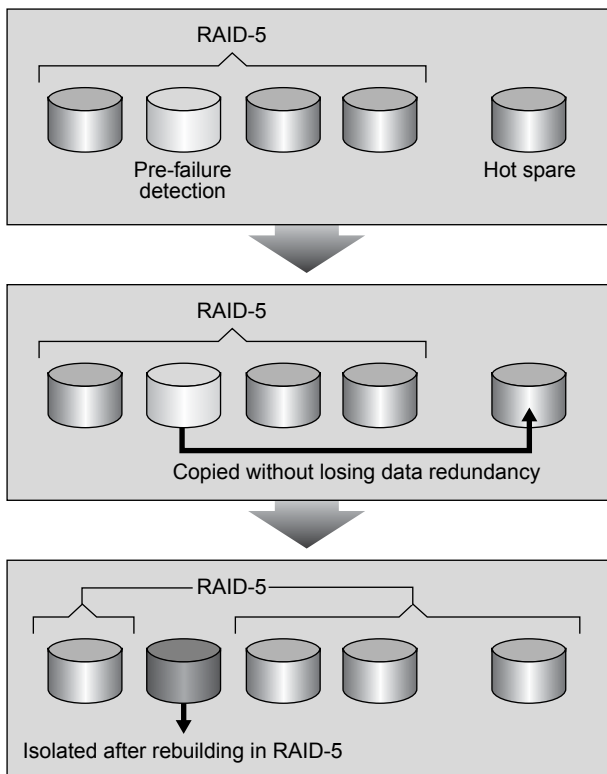 RAID-5
Pre-failure
detection
Hot spare
RAID-5
Copied without losing data redundancy
RAID-5
Isolated after rebuilding in RAID-5